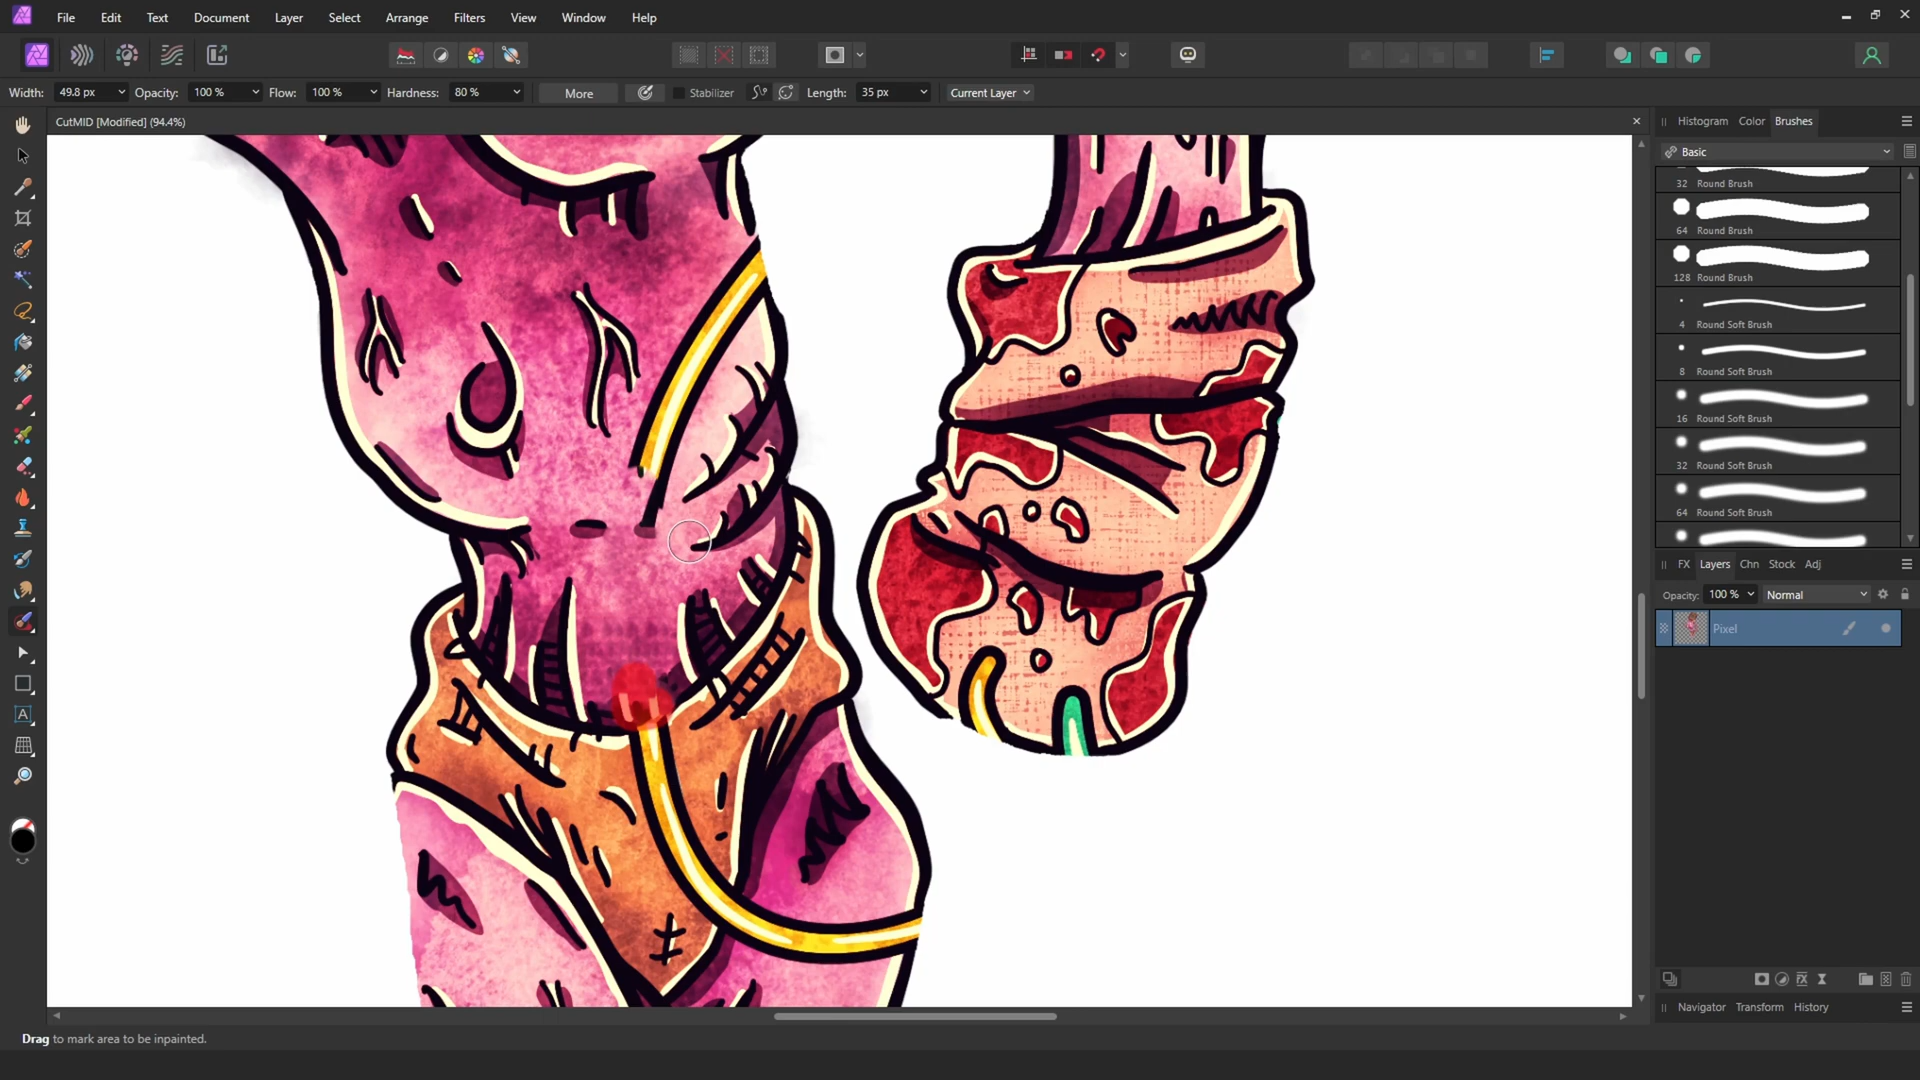 File Edit Text Document Layer Select Arrange Filters View Window Help
Width: 49.8 px Opacity: 100 % Flow: 100 % Hardness: 80 % More Stabilizer Length: 35 px Current Layer
CutMID [Modified] (94.4%)
Histogram Color Brushes
Basic
32 Round Brush
64 Round Brush
128 Round Brush
4 Round Soft Brush
8 Round Soft Brush
16 Round Soft Brush
32 Round Soft Brush
64 Round Soft Brush
FX Layers Chn Stock Adj
Opacity: 100 % Normal
Pixel
Navigator Transform History
Drag to mark area to be inpainted.